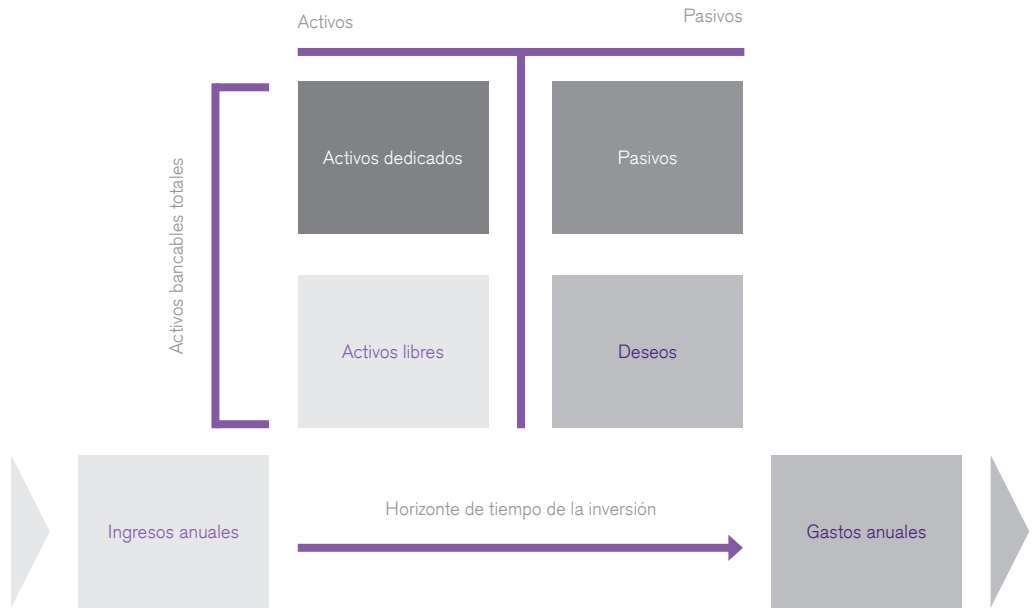 Activos
Pasivos
Activos bancables totales
Activos dedicados
Pasivos
Activos libres
Deseos
Ingresos anuales
Horizonte de tiempo de la inversión
Gastos anuales